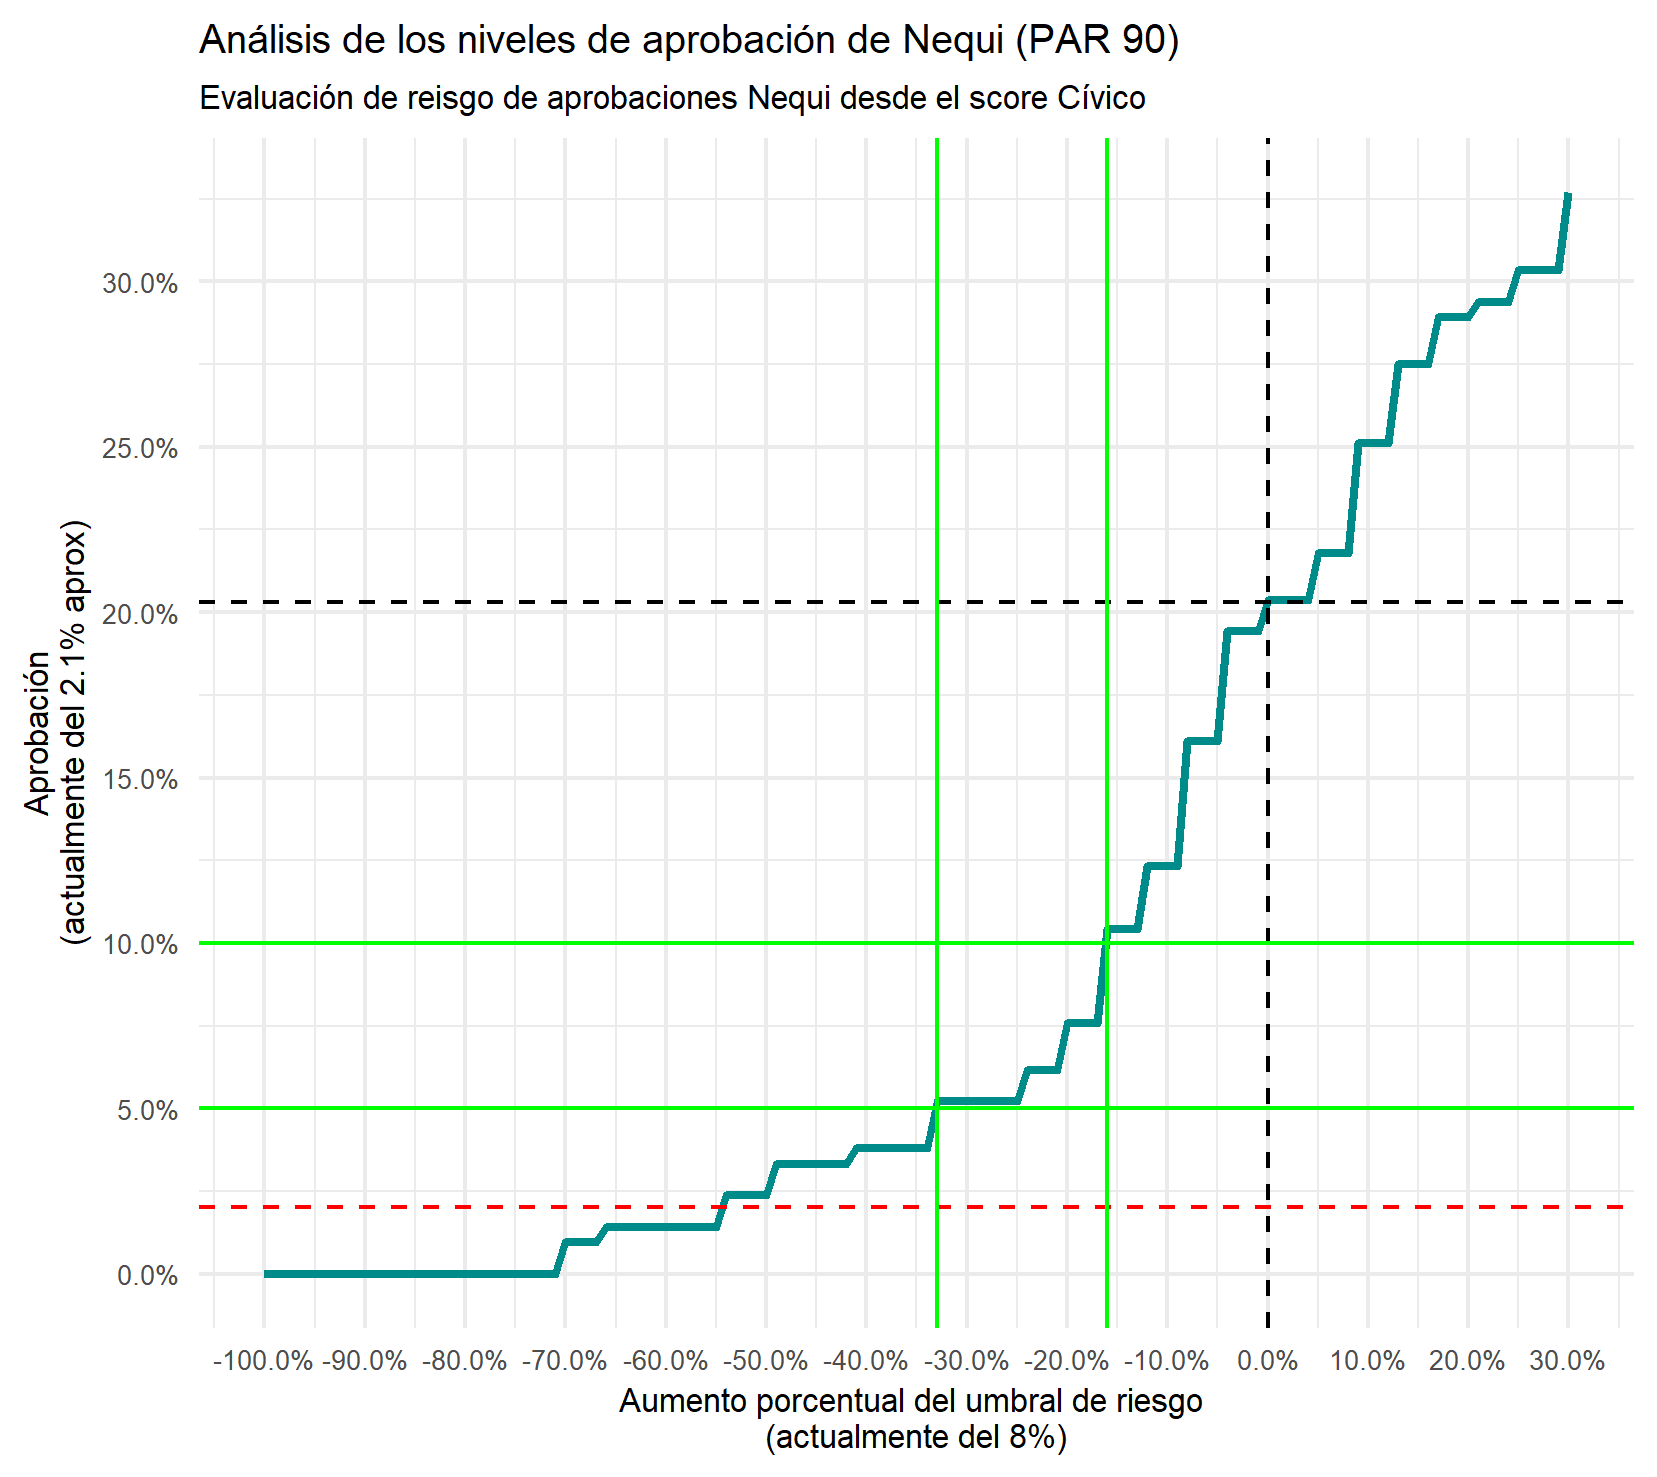 Análisis de los niveles de aprobación de Nequi (PAR 90)
Evaluación de reisgo de aprobaciones Nequi desde el score Cívico
Aprobación
(actualmente del 2.1% aprox)
30.0%
25.0%
20.0%
15.0%
10.0%
5.0%
0.0%
-100.0% -90.0% -80.0% -70.0% -60.0% -50.0% -40.0% -30.0% -20.0% -10.0% 0.0% 10.0% 20.0% 30.0%
Aumento porcentual del umbral de riesgo
(actualmente del 8%)